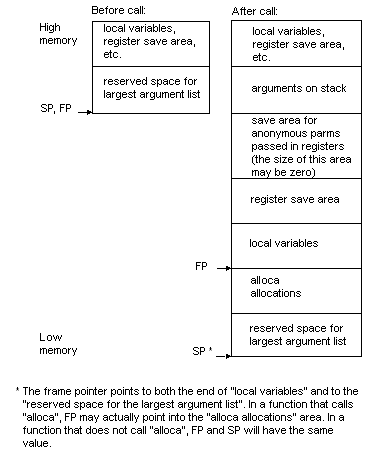 Before call:
After call:
High
memory
local variables,
register save area,
etc.
reserved space for
largest argument list
SP, FP
local variables,
register save area,
etc.
arguments on stack
save area for
anonymous parms
passed in registers
(the size of this area
may be zero)
register save area
local variables
FP
alloca
allocations
reserved space for
largest argument list
Low
memory
SP *
* The frame pointer points to both the end of "local variables" and to the
"reserved space for the largest argument list". In a function that calls
"alloca", FP may actually point into the "alloca allocations" area. In a
function that does not call "alloca", FP and SP will have the same
value.